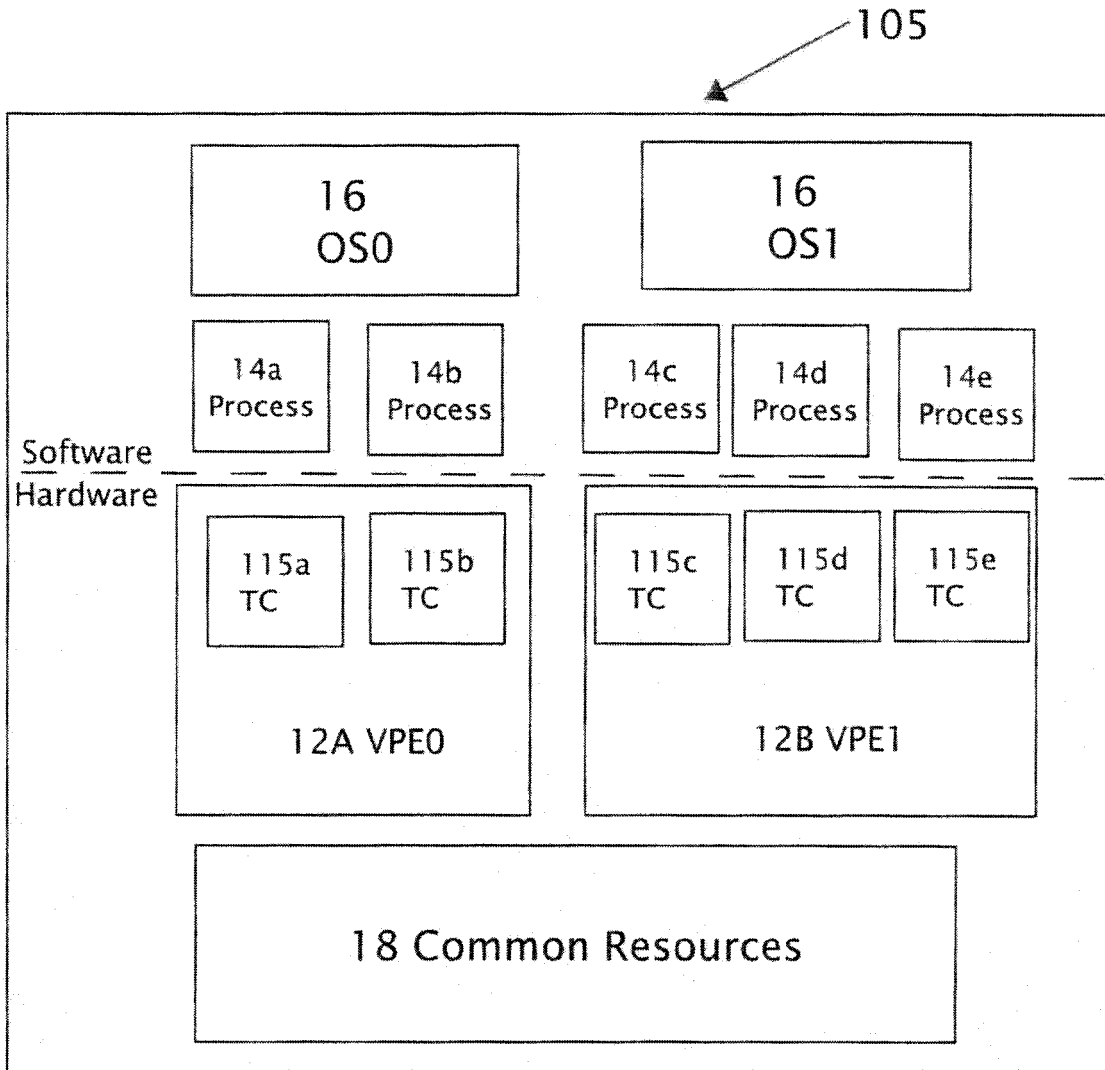 105
16
OS0
16
OS1
14a
Process
14b
Process
14c
Process
14d
Process
14e
Process
Software
Hardware
115a
TC
115b
TC
115c
TC
115d
TC
115e
TC
12A VPE0
12B VPE1
18 Common Resources